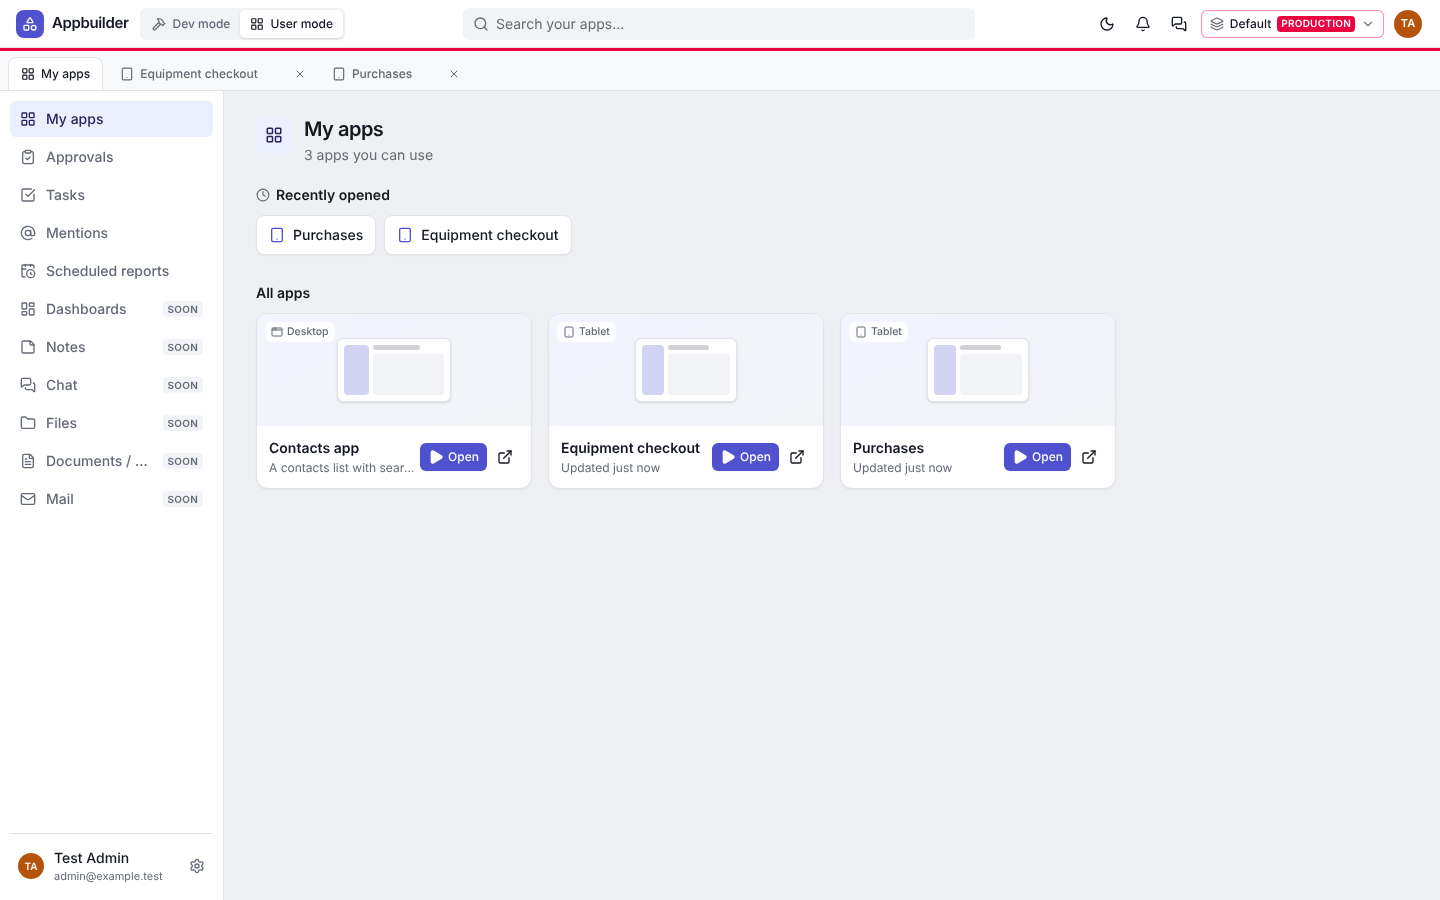 Appbuilder
Dev mode
User mode
Search your apps...
Default
PRODUCTION
TA
My apps
Equipment checkout
Purchases
My apps
Approvals
Tasks
Mentions
Scheduled reports
Dashboards SOON
Notes SOON
Chat SOON
Files SOON
Documents / ... SOON
Mail SOON
My apps
3 apps you can use
Recently opened
Purchases
Equipment checkout
All apps
Desktop
Contacts app
A contacts list with sear...
Open
Tablet
Equipment checkout
Updated just now
Open
Tablet
Purchases
Updated just now
Open
TA
Test Admin
admin@example.test